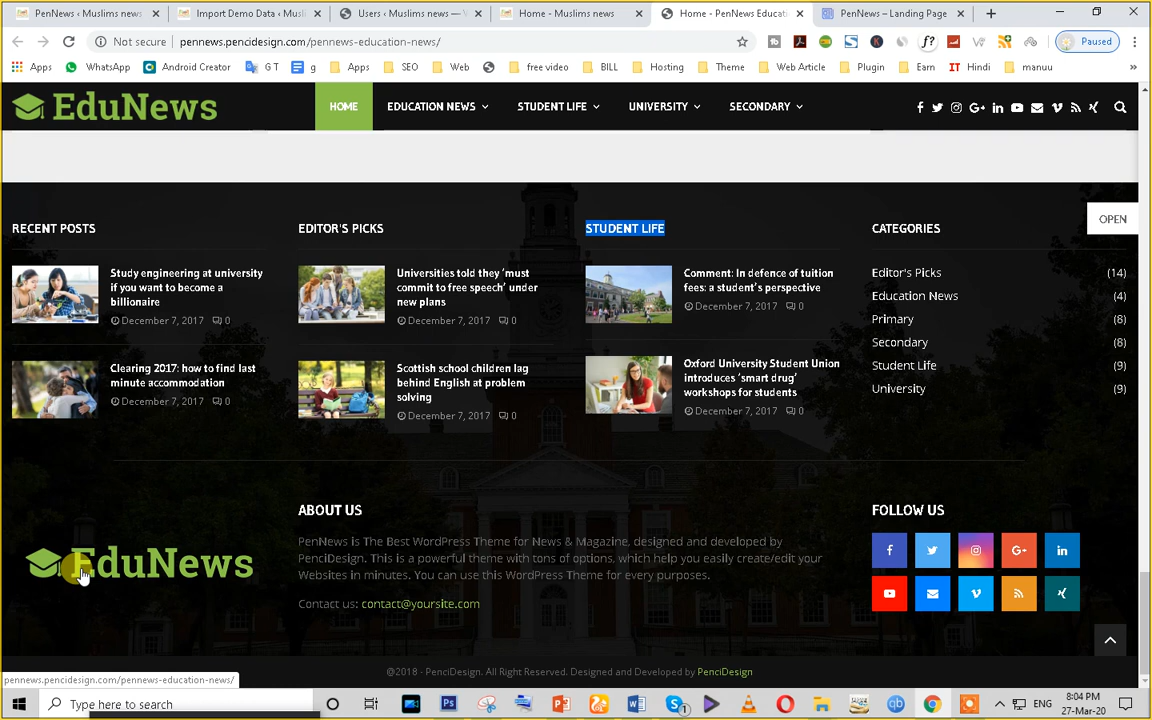 PenNews ‹ Muslims news
Import Demo Data ‹ Musli
Users ‹ Muslims news — 
Home - Muslims news
Home - PenNews Educati
PenNews – Landing Page
Not secure
pennews.pencidesign.com/pennews-education-news/
Paused
Apps
WhatsApp
Android Creator
G T
g
Apps
SEO
Web
free video
BILL
Hosting
Theme
Web Article
Plugin
Earn
IT Hindi
manuu
EduNews
HOME
EDUCATION NEWS
STUDENT LIFE
UNIVERSITY
SECONDARY
OPEN
RECENT POSTS
Study engineering at university
if you want to become a
billionaire
December 7, 2017 0
Clearing 2017: how to find last
minute accommodation
December 7, 2017 0
EDITOR'S PICKS
Universities told they 'must
commit to free speech' under
new plans
December 7, 2017 0
Scottish school children lag
behind English at problem
solving
December 7, 2017 0
STUDENT LIFE
Comment: In defence of tuition
fees: a student's perspective
December 7, 2017 0
Oxford University Student Union
introduces 'smart drug'
workshops for students
December 7, 2017 0
CATEGORIES
Editor's Picks (14)
Education News (4)
Primary (8)
Secondary (8)
Student Life (9)
University (9)
EduNews
ABOUT US
PenNews is The Best WordPress Theme for News & Magazine, designed and developed by
PenciDesign. This is a powerful theme with tons of options, which help you easily create/edit your
Websites in minutes. You can use this WordPress Theme for every purposes.
Contact us: contact@yoursite.com
FOLLOW US
@2018 - PenciDesign. All Right Reserved. Designed and Developed by PenciDesign
pennews.pencidesign.com/pennews-education-news/
Type here to search
ENG
8:04 PM
27-Mar-20